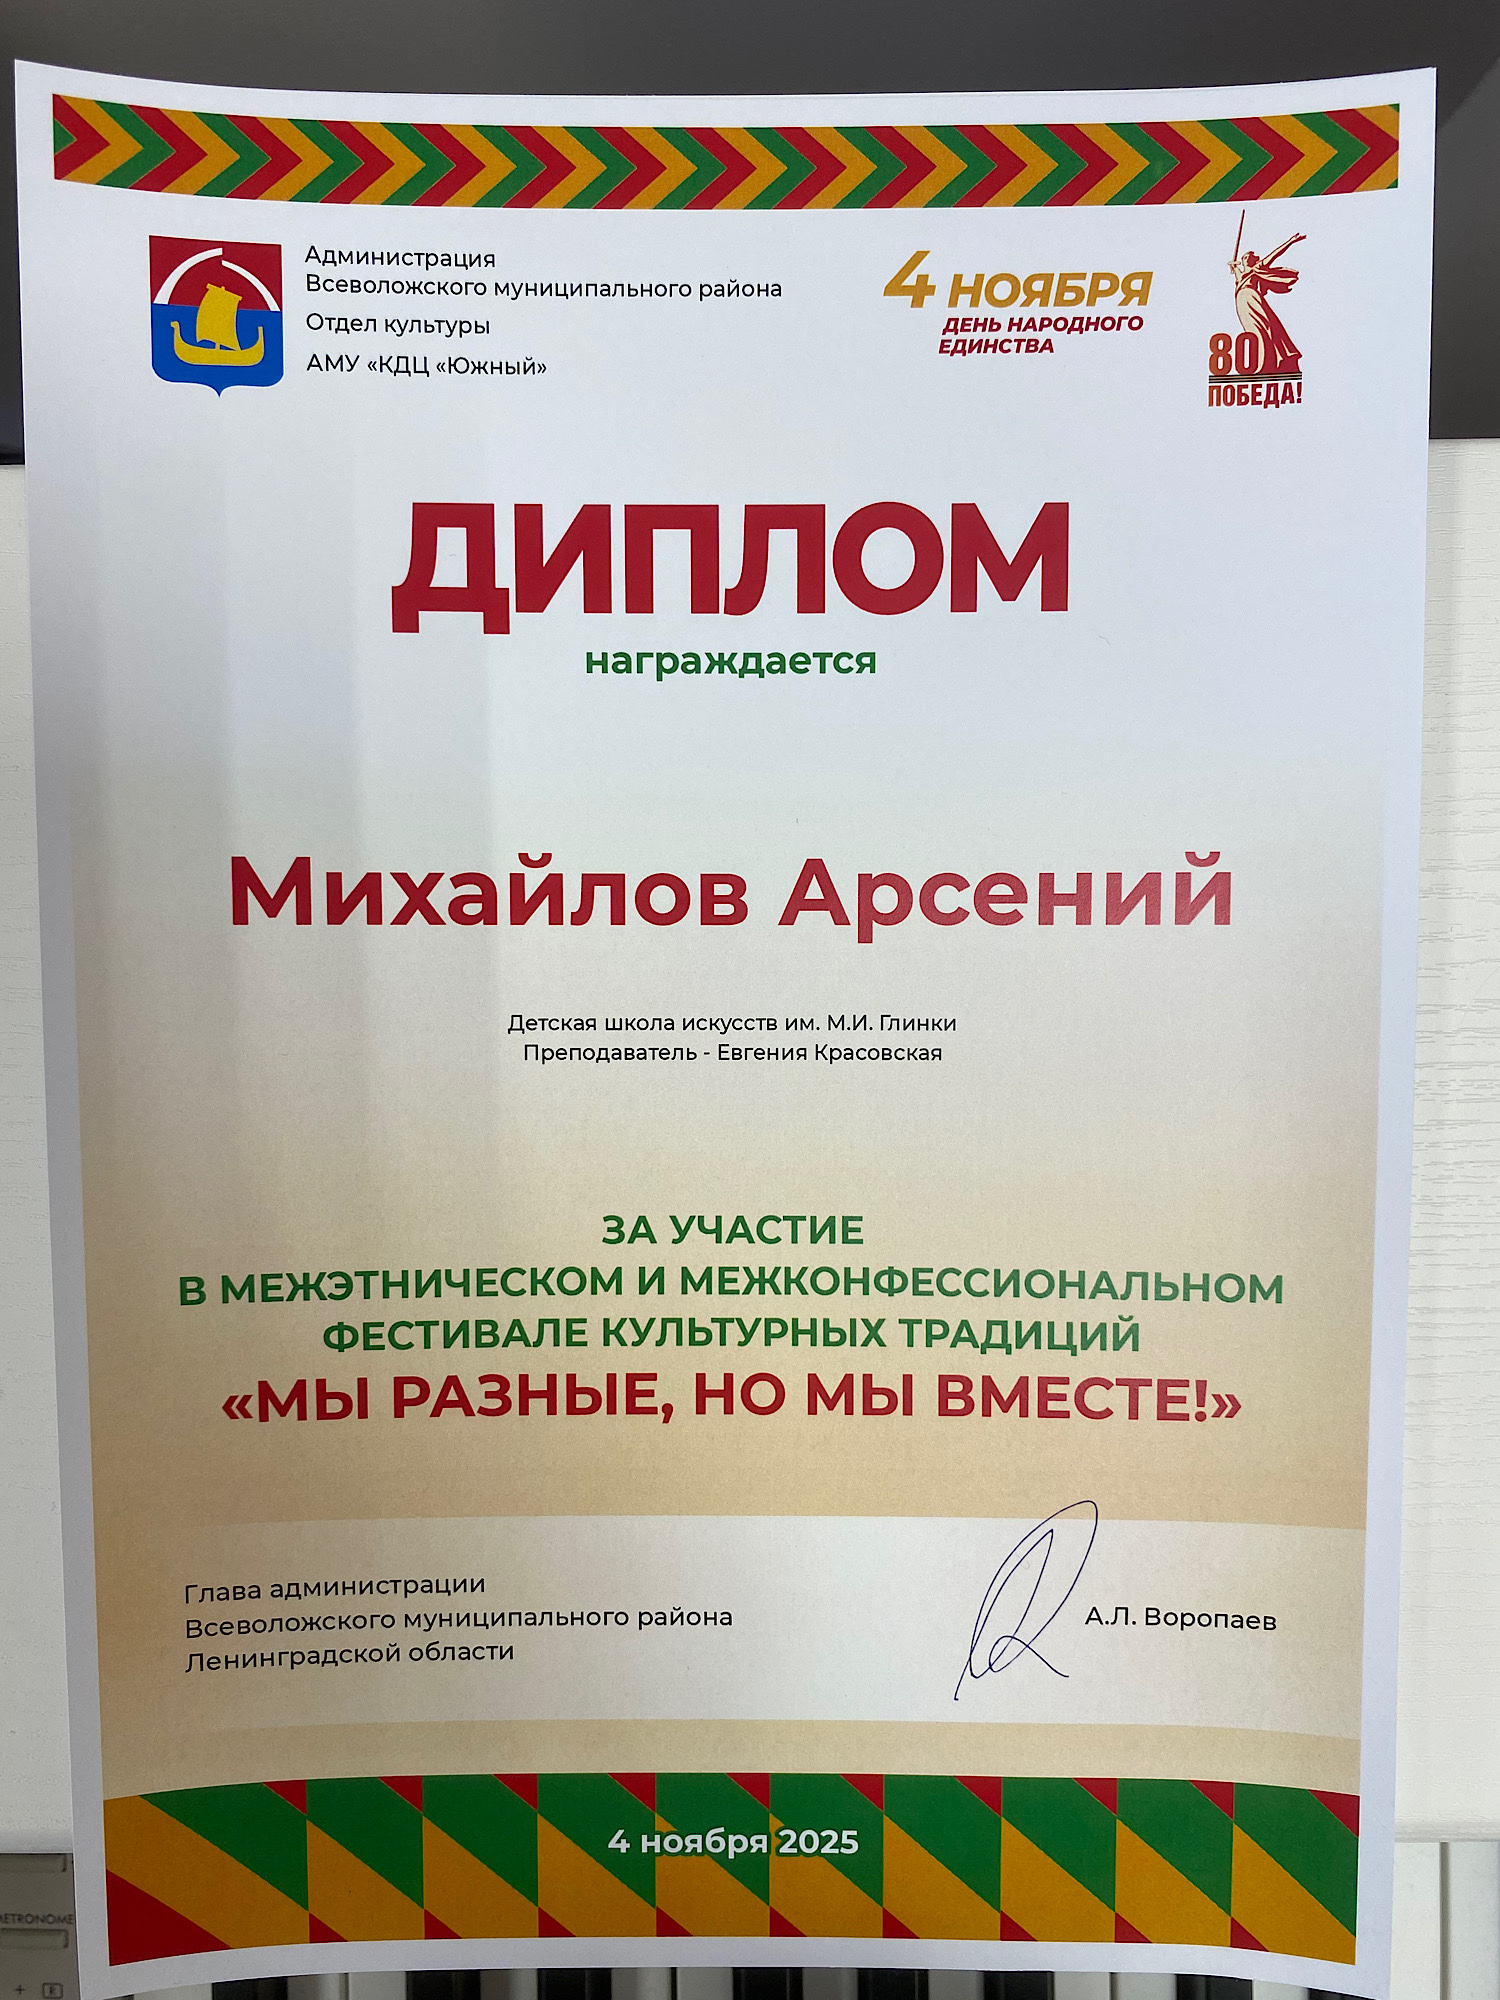 Администрация
Всеволожского муниципального района
Отдел культуры
АМУ «КДЦ «Южный»
4 НОЯБРЯ
ДЕНЬ НАРОДНОГО
ЕДИНСТВА
80
ПОБЕДА!
ДИПЛОМ
награждается
Михайлов Арсений
Детская школа искусств им. М.И. Глинки
Преподаватель - Евгения Красовская
ЗА УЧАСТИЕ
В МЕЖЭТНИЧЕСКОМ И МЕЖКОНФЕССИОНАЛЬНОМ
ФЕСТИВАЛЕ КУЛЬТУРНЫХ ТРАДИЦИЙ
«МЫ РАЗНЫЕ, НО МЫ ВМЕСТЕ!»
Глава администрации
Всеволожского муниципального района
Ленинградской области
А.Л. Воропаев
4 ноября 2025
METRONOME